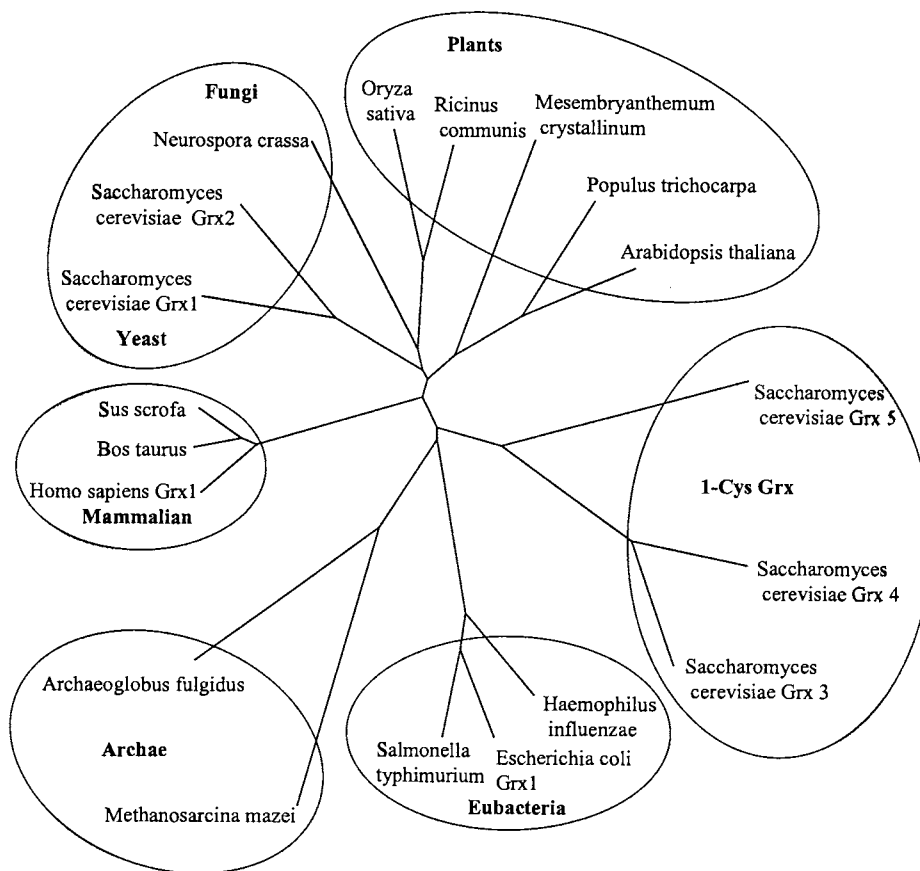 Plants
Oryza
sativa
Ricinus
communis
Mesembryanthemum
crystallinum
Populus trichocarpa
Arabidopsis thaliana
Fungi
Neurospora crassa
Saccharomyces
cerevisiae Grx2
Saccharomyces
cerevisiae Grx1
Yeast
Sus scrofa
Bos taurus
Homo sapiens Grx1
Mammalian
Saccharomyces
cerevisiae Grx 5
1-Cys Grx
Saccharomyces
cerevisiae Grx 4
Saccharomyces
cerevisiae Grx 3
Archaeoglobus fulgidus
Archae
Methanosarcina mazei
Haemophilus
influenzae
Salmonella
typhimurium
Escherichia coli
Grx1
Eubacteria